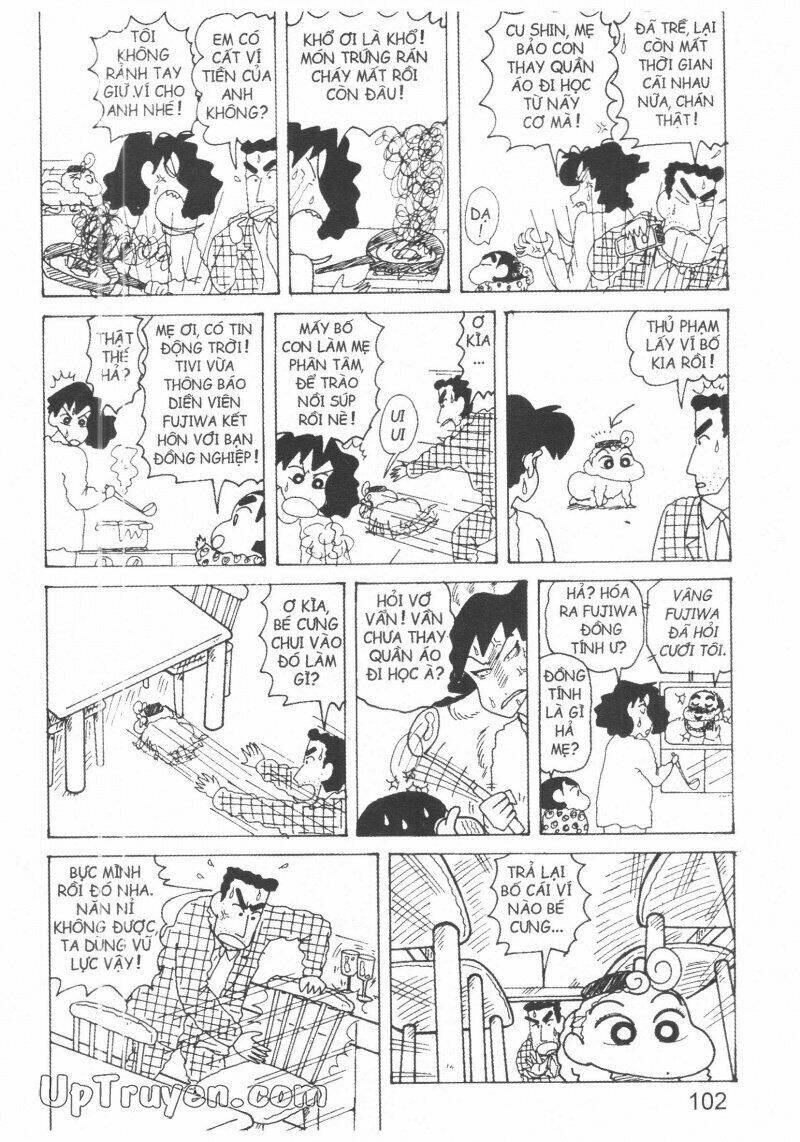 ĐÃ TRỄ, LẠI
CÒN MẤT
THỜI GIAN
CÃI NHAU
NỮA, CHÁN
THẬT!
CU SHIN, MẸ
BẢO CON
THAY QUẦN
ÁO ĐI HỌC
TỪ NÃY
CƠ MÀ!
DẠ
!
KHỔ ƠI LÀ KHỔ!
MÓN TRỨNG RÁN
CHÁY MẤT RỒI
CÒN ĐÂU!
EM CÓ
CẤT VÍ
TIỀN CỦA
ANH
KHÔNG?
TÔI
KHÔNG
RẢNH TAY
GIỮ VÍ CHO
ANH NHÉ!
THỦ PHẠM
LẤY VÍ BỐ
KIA RỒI!
Ơ
KÌA
...
UI
UI
MẤY BỐ
CON LÀM MẸ
PHÂN TÂM,
ĐỂ TRÀO
NỒI SÚP
RỒI NÈ!
MẸ ƠI, CÓ TIN
ĐỘNG TRỜI!
TIVI VỪA
THÔNG BÁO
DIỄN VIÊN
FUJIWA KẾT
HÔN VỚI BẠN
ĐỒNG NGHIỆP!
THẬT
THẾ
HẢ?
VÂNG
FUJIWA
ĐÃ HỎI
CƯỚI TÔI.
HẢ? HÓA
RA FUJIWA
ĐỒNG
TÍNH Ư?
ĐỒNG
TÍNH
LÀ GÌ
HẢ
MẸ?
HỎI VỚ
VẨN! VẪN
CHƯA THAY
QUẦN ÁO
ĐI HỌC À?
Ơ KÌA,
BÉ CƯNG
CHUI VÀO
ĐÓ LÀM
GÌ?
TRẢ LẠI
BỐ CÁI VÍ
NÀO BÉ
CƯNG...
BỰC MÌNH
RỒI ĐÓ NHA.
NĂN NỈ
KHÔNG ĐƯỢC,
TA DÙNG VŨ
LỰC VẬY!
UpTruyen.com
102